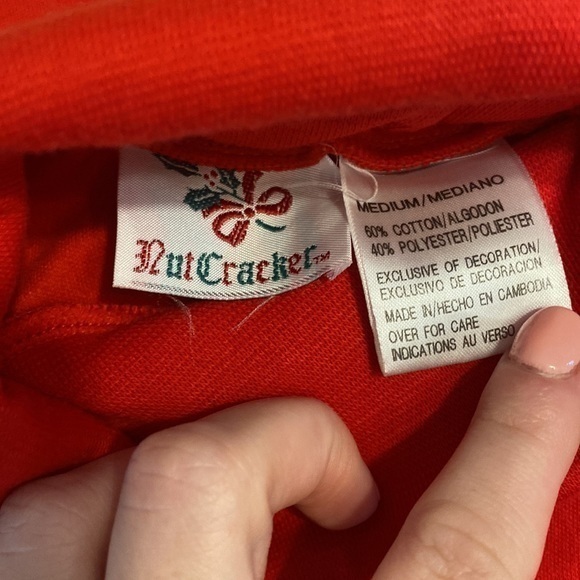 NutCracker™
MEDIUM/MEDIANO
60% COTTON/ALGODON
40% POLYESTER/POLIESTER
EXCLUSIVE OF DECORATION/
EXCLUSIVO DE DECORACION
MADE IN/HECHO EN CAMBODIA
OVER FOR CARE
INDICATIONS AU VERSO